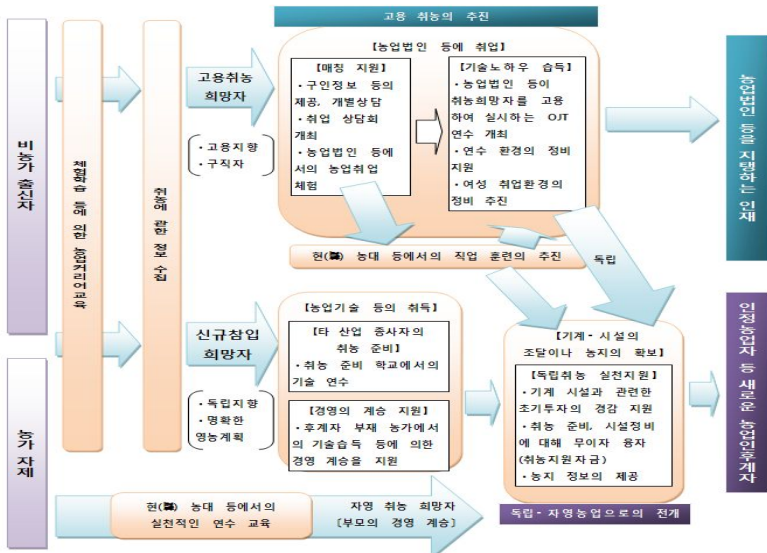 고용 취농의 추진
비농가 출신자
농가 자제
체험학습 등에 의한 농업커리어교육
취농에 관한 정보 수집
고용취농
희망자
・고용지향
・구직자
[농업법인 등에 취업]
[매칭 지원]
・구인정보 등의
제공, 개별상담
・취업 상담회
개최
・농업법인 등에
서의 농업취업
체험
[기술노하우 습득]
・농업법인 등이
취농희망자를 고용
하여 실시하는 OJT
연수 개최
・연수 환경의 정비
지원
・여성 취업환경의
정비 추진
농업법인 등을 지탱하는 인재
현( ) 농대 등에서의 직업 훈련의 추진
독립
신규참입
희망자
・독립지향
・명확한
영농계획
[농업기술 등의 취득]
[타 산업 종사자의
취농 준비]
・취농 준비 학교에서의
기술 연수
[경영의 계승 지원]
・후계자 부재 농가에서
의 기술습득 등에 의한
경영 계승을 지원
[기계-시설의
조달이나 농지의 확보]
[독립취농 실천지원]
・기계 시설과 관련한
초기투자의 경감 지원
・취농 준비, 시설정비
에 대해 무이자 융자
(취농지원자금)
・농지 정보의 제공
인정농업자 등 새로운 농업인후계자
현( ) 농대 등에서의
실천적인 연수 교육
자영 취농 희망자
[부모의 경영 계승]
독립-자영농업으로의 전개